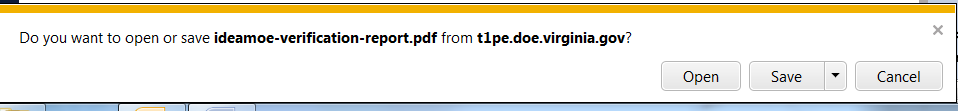 Do you want to open or save ideamoe-verification-report.pdf from t1pe.doe.virginia.gov?
Open
Save
Cancel